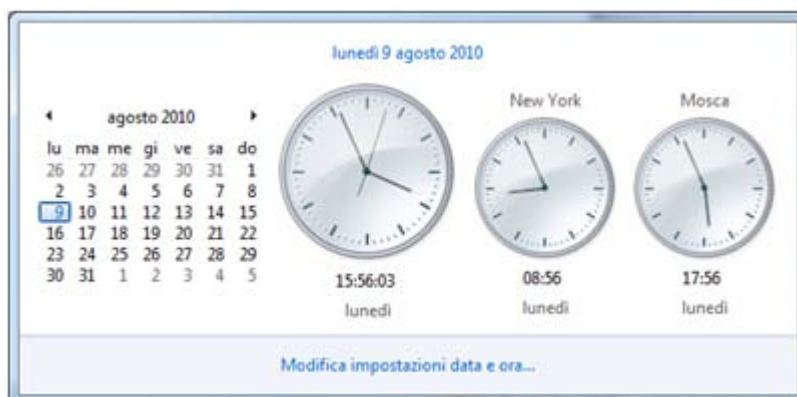 lunedì 9 agosto 2010
agosto 2010
lu ma me gi ve sa do
26 27 28 29 30 31 1
2 3 4 5 6 7 8
9 10 11 12 13 14 15
16 17 18 19 20 21 22
23 24 25 26 27 28 29
30 31 1 2 3 4 5
15:56:03
lunedì
New York
08:56
lunedì
Mosca
17:56
lunedì
Modifica impostazioni data e ora...